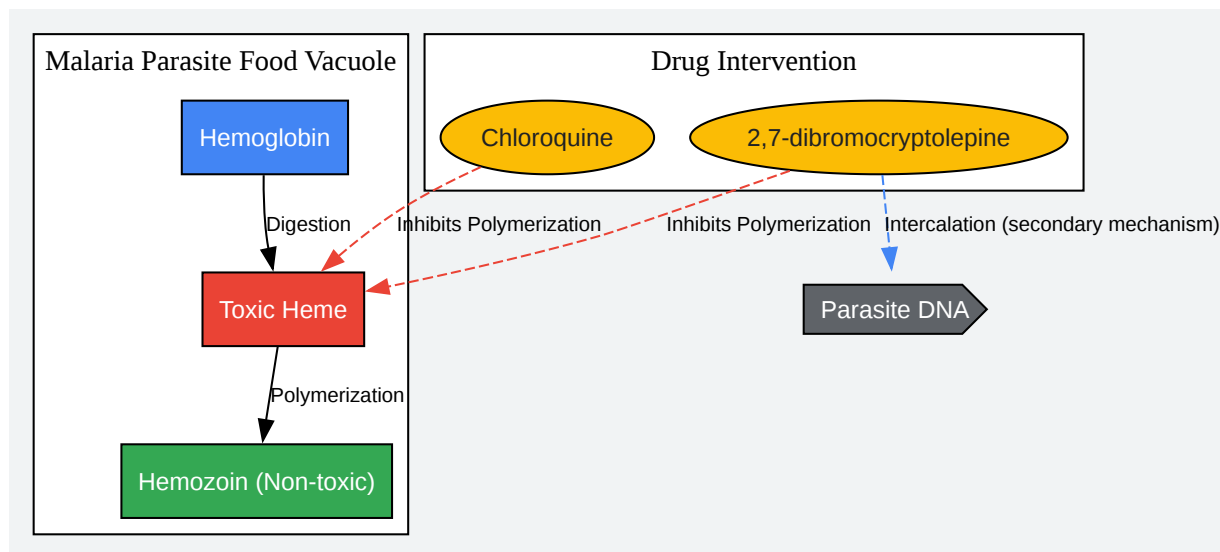 Malaria Parasite Food Vacuole
Drug Intervention
Hemoglobin
Chloroquine
2,7-dibromocryptolepine
Digestion
Inhibits Polymerization
Inhibits Polymerization
Intercalation (secondary mechanism)
Toxic Heme
Parasite DNA
Polymerization
Hemozoin (Non-toxic)